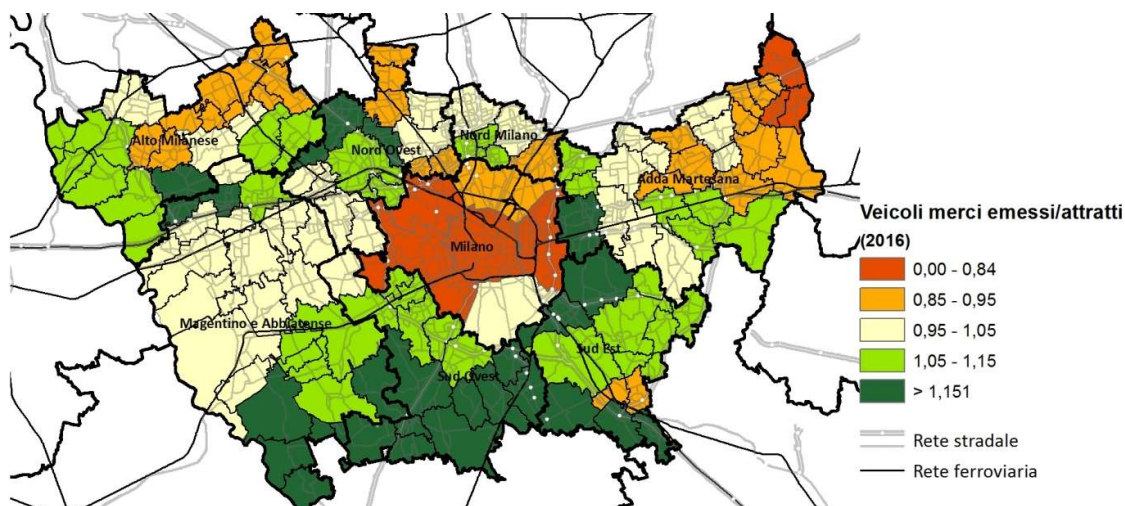 Alto Milanese
Nord Ovest
Nord Milano
Adda Martesana
Milano
Magentino e Abbiatense
Sud Ovest
Sud Est
Veicoli merci emessi/attratti
(2016)
0,00 - 0,84
0,85 - 0,95
0,95 - 1,05
1,05 - 1,15
> 1,151
Rete stradale
Rete ferroviaria